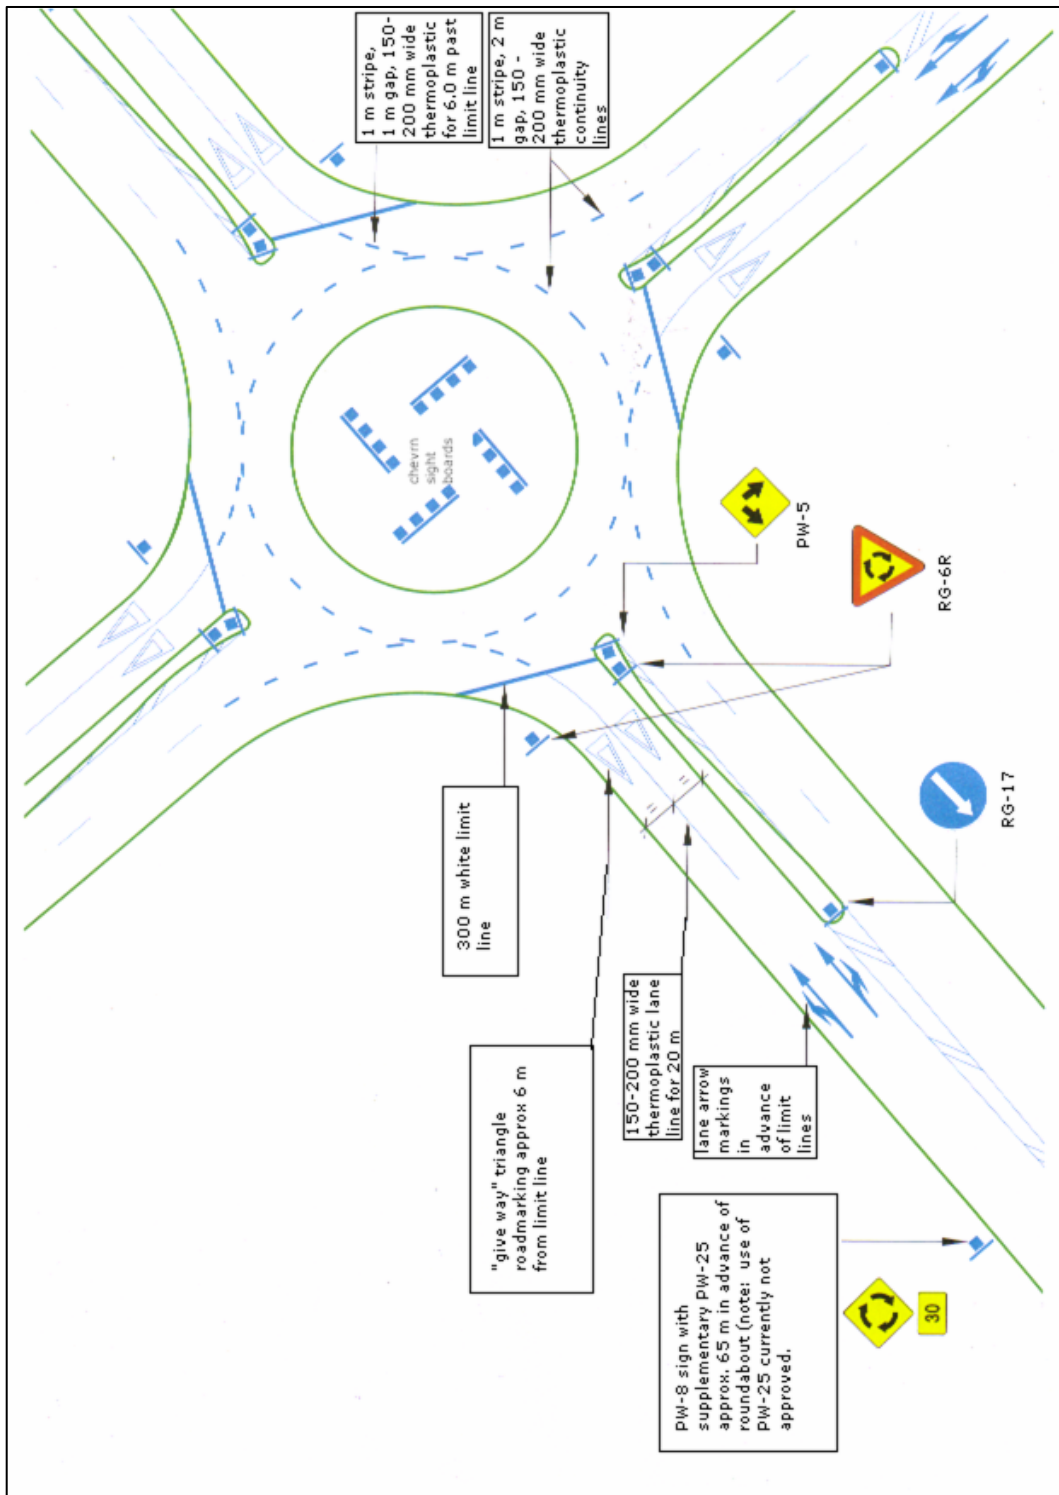 1 m stripe,
1 m gap, 150-
200 mm wide
thermoplastic
for 6.0 m past
limit line
1 m stripe, 2 m
gap, 150 -
200 mm wide
thermoplastic
continuity
lines
chevrn
sight
boards
PW-5
RG-6R
RG-17
300 m white limit
line
"give way" triangle
roadmarking approx 6 m
from limit line
150-200 mm wide
thermoplastic lane
line for 20 m
lane arrow
markings
in
advance
of limit
lines
PW-8 sign with
supplementary PW-25
approx. 65 m in advance of
roundabout (note: use of
PW-25 currently not
approved.
30